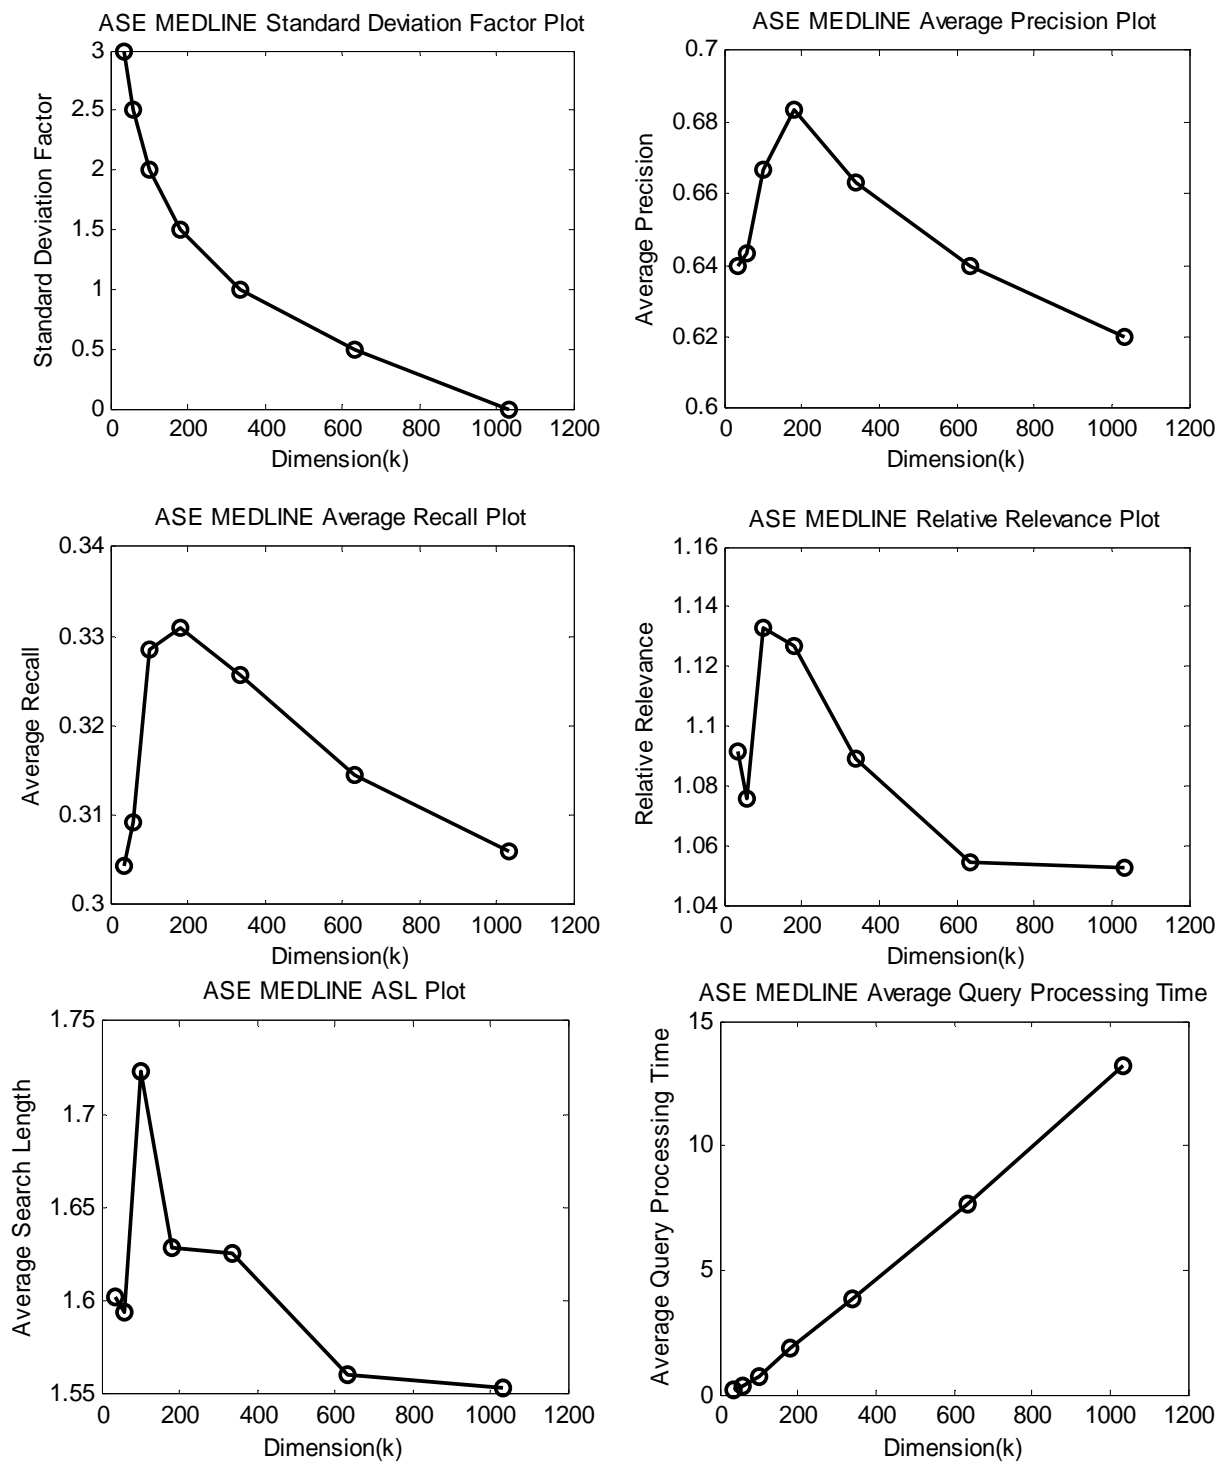 ASE MEDLINE Standard Deviation Factor Plot
3
2.5
2
1.5
1
0.5
0
Standard Deviation Factor
0 200 400 600 800 1000 1200
Dimension(k)
ASE MEDLINE Average Precision Plot
0.7
0.68
0.66
0.64
0.62
0.6
Average Precision
0 200 400 600 800 1000 1200
Dimension(k)
ASE MEDLINE Average Recall Plot
0.34
0.33
0.32
0.31
0.3
Average Recall
0 200 400 600 800 1000 1200
Dimension(k)
ASE MEDLINE Relative Relevance Plot
1.16
1.14
1.12
1.1
1.08
1.06
1.04
Relative Relevance
0 200 400 600 800 1000 1200
Dimension(k)
ASE MEDLINE ASL Plot
1.75
1.7
1.65
1.6
1.55
Average Search Length
0 200 400 600 800 1000 1200
Dimension(k)
ASE MEDLINE Average Query Processing Time
15
10
5
0
Average Query Processing Time
0 200 400 600 800 1000 1200
Dimension(k)